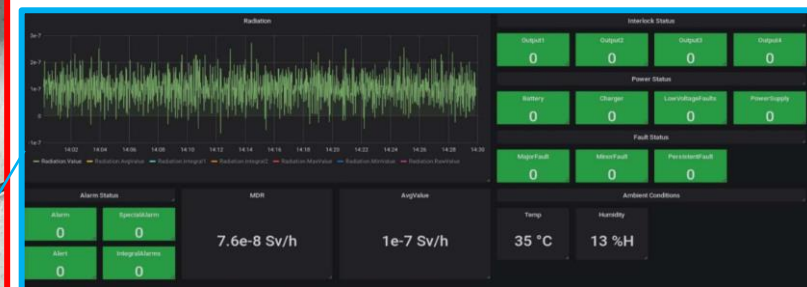 Radiation
3e-7
2e-7
1e-7
0
-1e-7
14:02 14:04 14:06 14:08 14:10 14:12 14:14 14:16 14:18 14:20 14:22 14:24 14:26 14:28 14:30
Radiation.Value Radiation.AvgValue Radiation.Integral1 Radiation.Integral2 Radiation.MaxValue Radiation.MinValue Radiation.RawValue
Alarm Status
Alarm SpecialAlarm
0 0
Alert IntegralAlarms
0 0
MDR
7.6e-8 Sv/h
AvgValue
1e-7 Sv/h
Interlock Status
Output1 Output2 Output3 Output4
0 0 0 0
Power Status
Battery Charger LowVoltageFaults PowerSupply
0 0 0 0
Fault Status
MajorFault MinorFault PersistentFault
0 0 0
Ambient Conditions
Temp Humidity
35 °C 13 %H